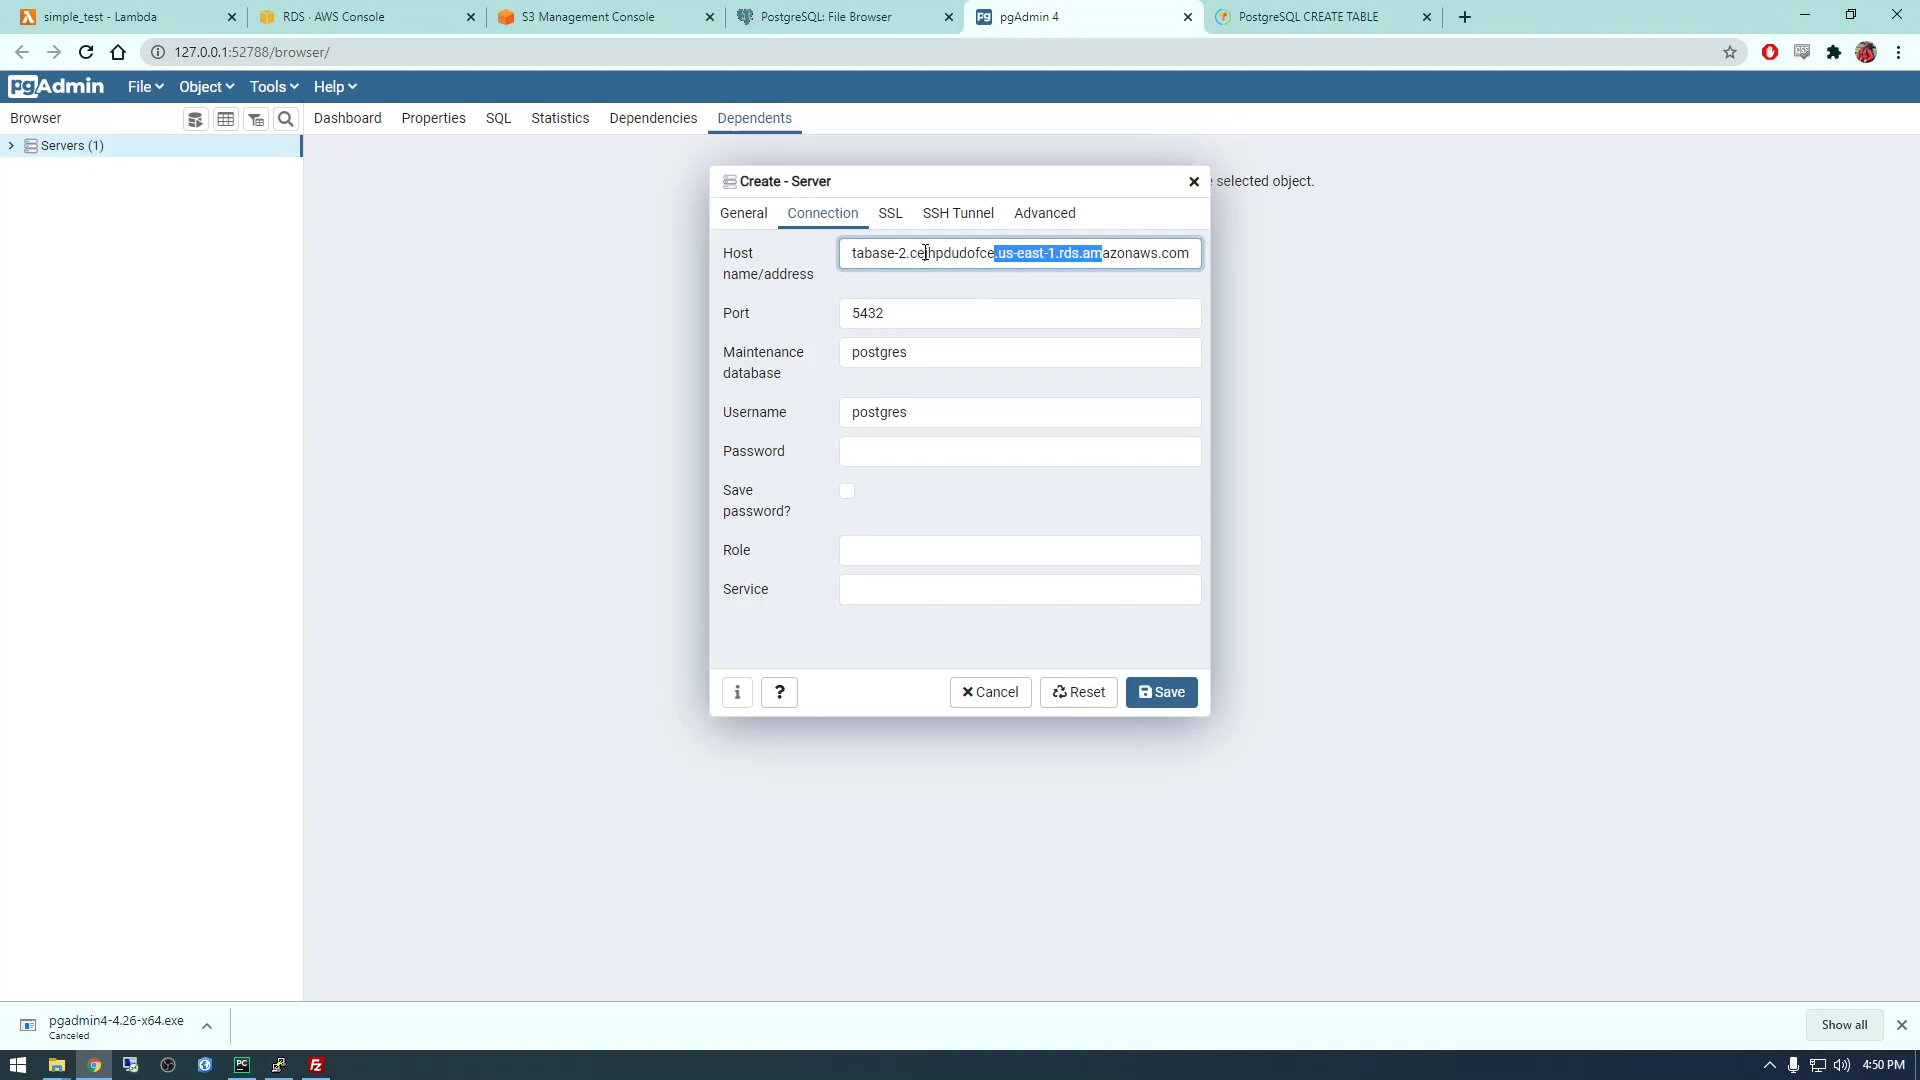 simple_test - Lambda
RDS · AWS Console
S3 Management Console
PostgreSQL: File Browser
pgAdmin 4
PostgreSQL CREATE TABLE
127.0.0.1:52788/browser/
pgAdmin
File
Object
Tools
Help
Browser
Dashboard
Properties
SQL
Statistics
Dependencies
Dependents
Servers (1)
selected object.
Create - Server
General
Connection
SSL
SSH Tunnel
Advanced
Host
name/address
.us-east-1.rds.amazonaws.com
Port
5432
Maintenance
database
postgres
Username
postgres
Password
Save
password?
Role
Service
i
?
Cancel
Reset
Save
pgadmin4-4.26-x64.exe
Canceled
Show all
4:50 PM